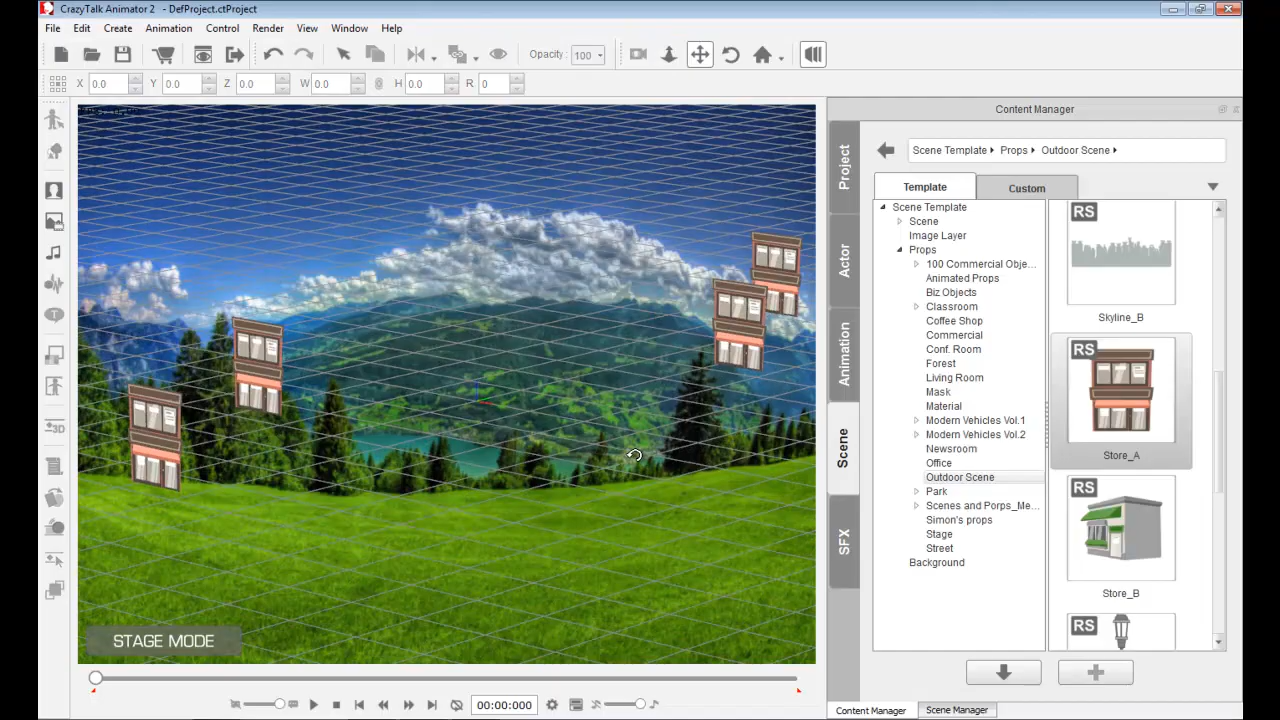 CrazyTalk Animator 2 - DefProject.ctProject
File Edit Create Animation Control Render View Window Help
Opacity : 100
X 0.0 Y 0.0 Z 0.0 W 0.0 H 0.0 R 0
Content Manager
Scene Template Props Outdoor Scene
Template Custom
Project
Actor
Animation
Scene
SFX
Scene Template
Scene
Image Layer
Props
100 Commercial Obje...
Animated Props
Biz Objects
Classroom
Coffee Shop
Commercial
Conf. Room
Forest
Living Room
Mask
Material
Modern Vehicles Vol.1
Modern Vehicles Vol.2
Newsroom
Office
Outdoor Scene
Park
Scenes and Porps_Me...
Simon's props
Stage
Street
Background
RS
Skyline_B
RS
Store_A
RS
Store_B
RS
STAGE MODE
00:00:000
Content Manager Scene Manager